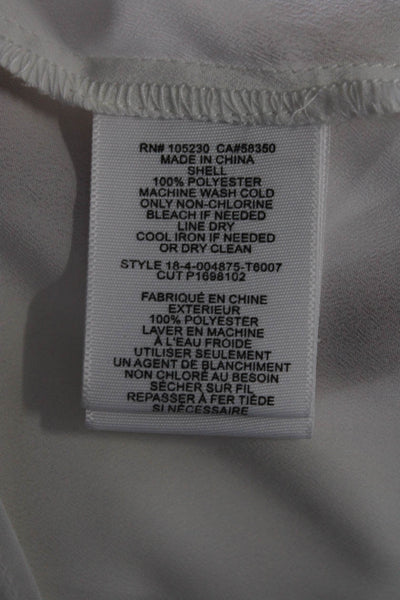 RN# 105230 CA#58350
MADE IN CHINA
SHELL
100% POLYESTER
MACHINE WASH COLD
ONLY NON-CHLORINE
BLEACH IF NEEDED
LINE DRY
COOL IRON IF NEEDED
OR DRY CLEAN
STYLE 18-4-004875-T6007
CUT P1698102
FABRIQUÉ EN CHINE
EXTERIEUR
100% POLYESTER
LAVER EN MACHINE
À L'EAU FROIDE
UTILISER SEULEMENT
UN AGENT DE BLANCHIMENT
NON CHLORÉ AU BESOIN
SÈCHER SUR FIL
REPASSER À FER TIÈDE
SI NÉCESSAIRE